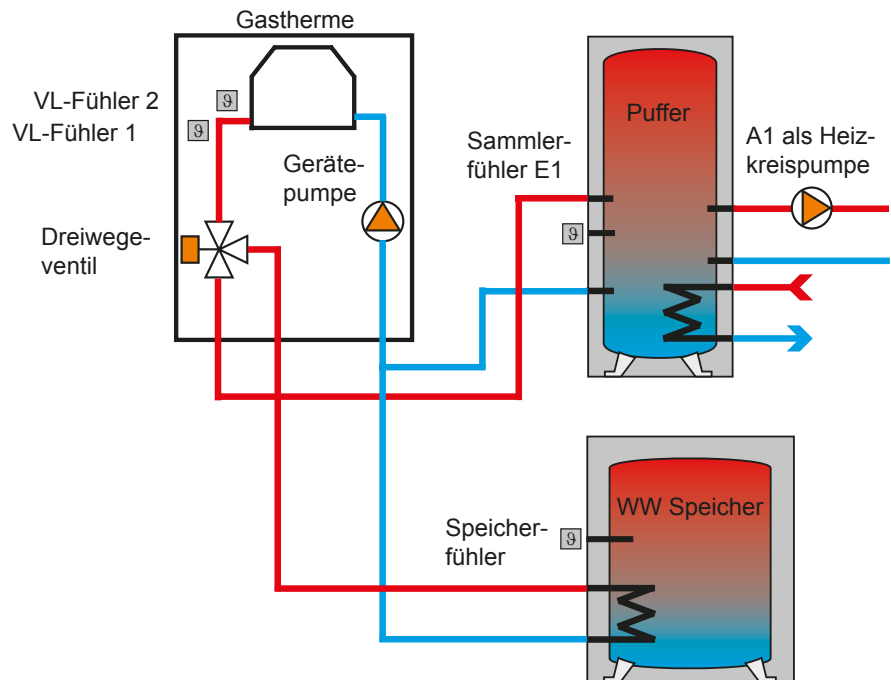 Gastherme
VL-Fühler 2
VL-Fühler 1
ϑ
ϑ
Geräte-
pumpe
Dreiwege-
ventil
Sammler-
fühler E1
ϑ
Puffer
A1 als Heiz-
kreispumpe
Speicher-
fühler
ϑ
WW Speicher